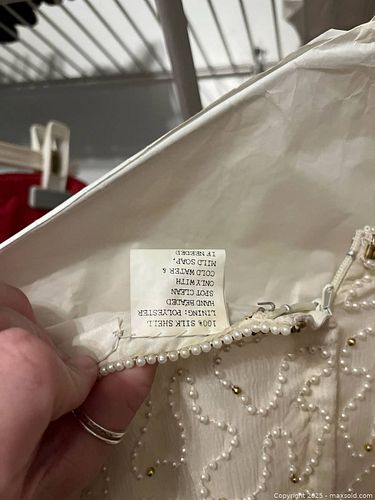 100% SILK SHELL
LINING: POLYESTER
HAND BEADED
SPOT CLEAN
ONLY WITH
COLD WATER &
MILD SOAP.
IF NEEDED
Copyright 2025 - maxsold.com